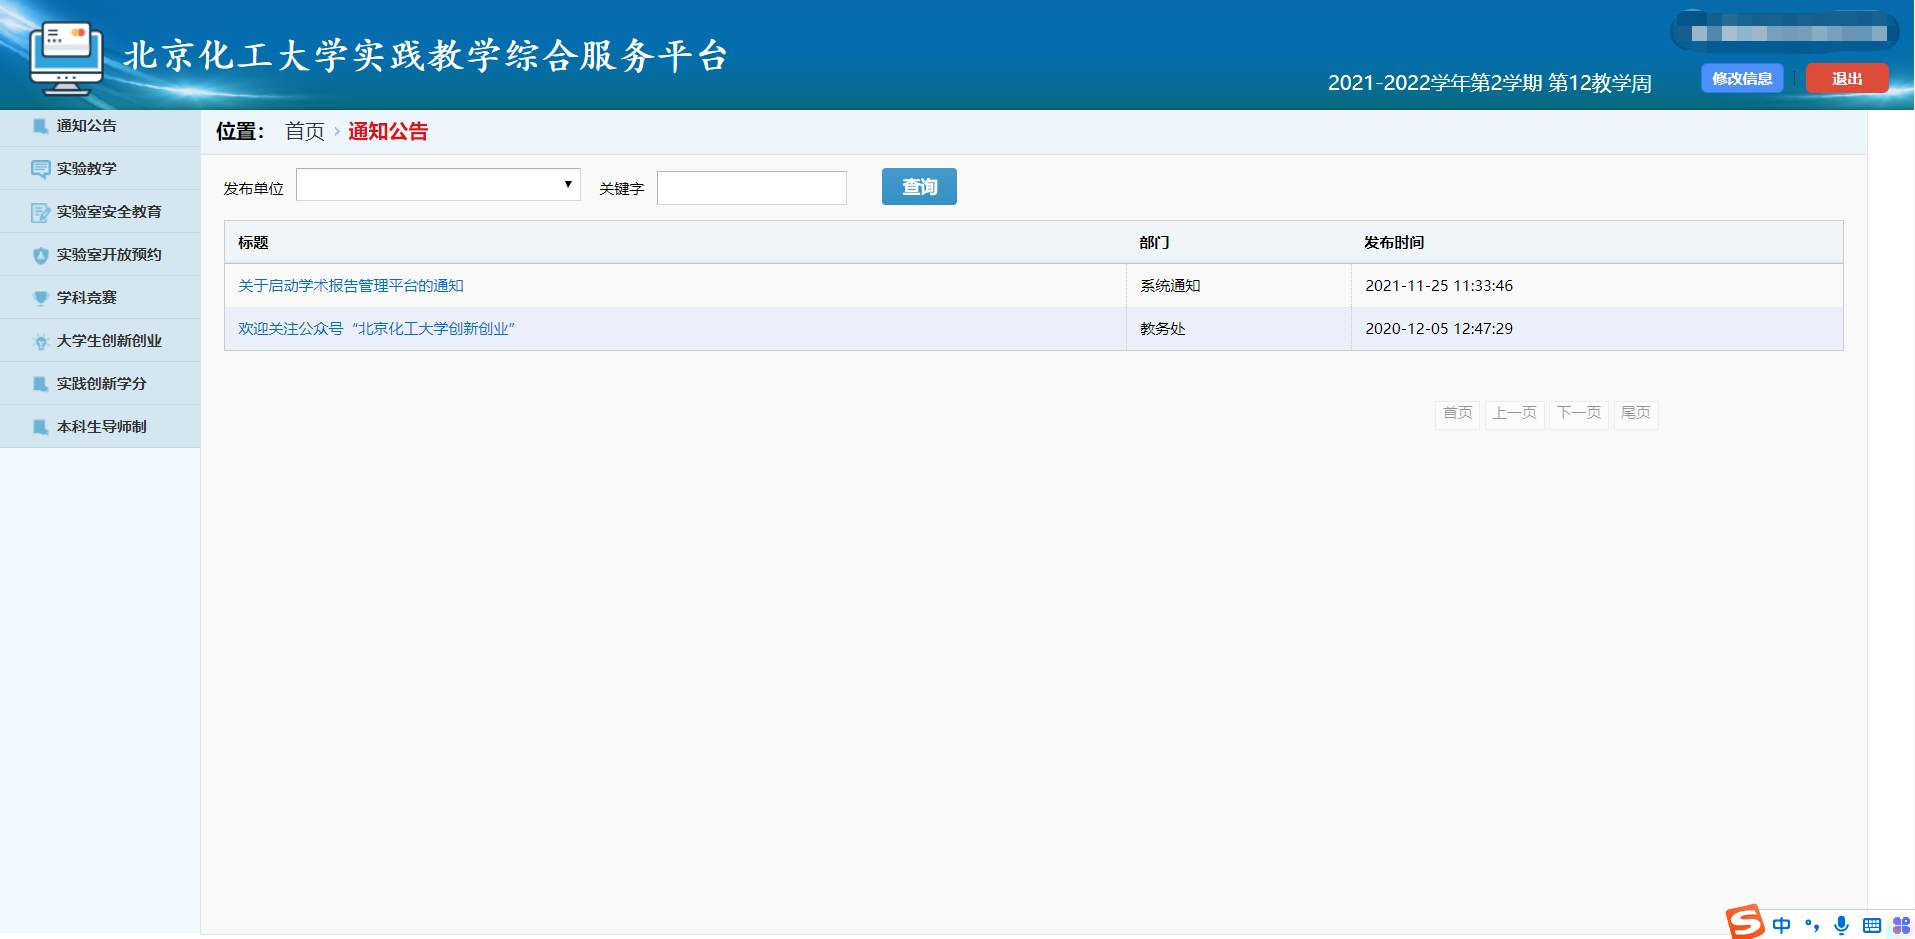 北京化工大学实践教学综合服务平台
2021-2022学年第2学期 第12教学周
修改信息
退出
通知公告
实验教学
实验室安全教育
实验室开放预约
学科竞赛
大学生创新创业
实践创新学分
本科生导师制
位置： 首页 › 通知公告
发布单位 关键字 查询
标题 部门 发布时间
关于启动学术报告管理平台的通知 系统通知 2021-11-25 11:33:46
欢迎关注公众号“北京化工大学创新创业” 教务处 2020-12-05 12:47:29
首页 上一页 下一页 尾页
中